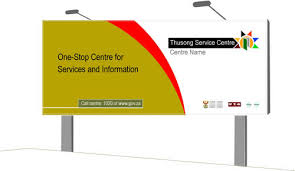 Thusong Service Centre
Centre Name
One-Stop Centre for
Services and Information
Call centre: 1020 or www.gov.za